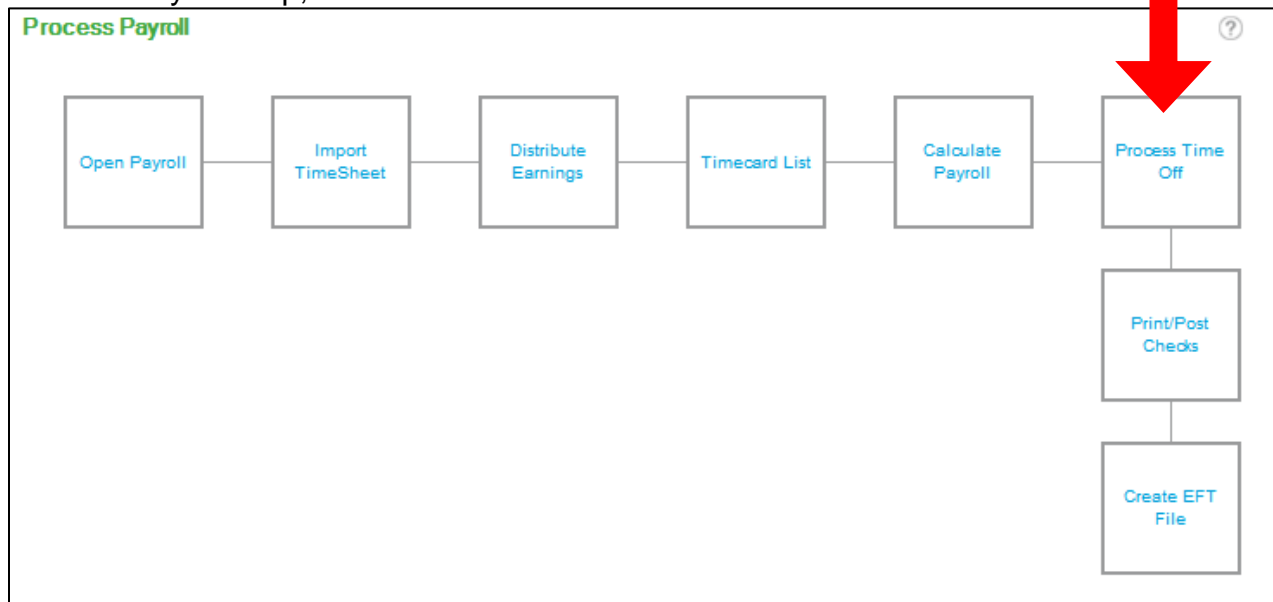 Process Payroll
?
Open Payroll
Import
TimeSheet
Distribute
Earnings
Timecard List
Calculate
Payroll
Process Time
Off
Print/Post
Checks
Create EFT
File